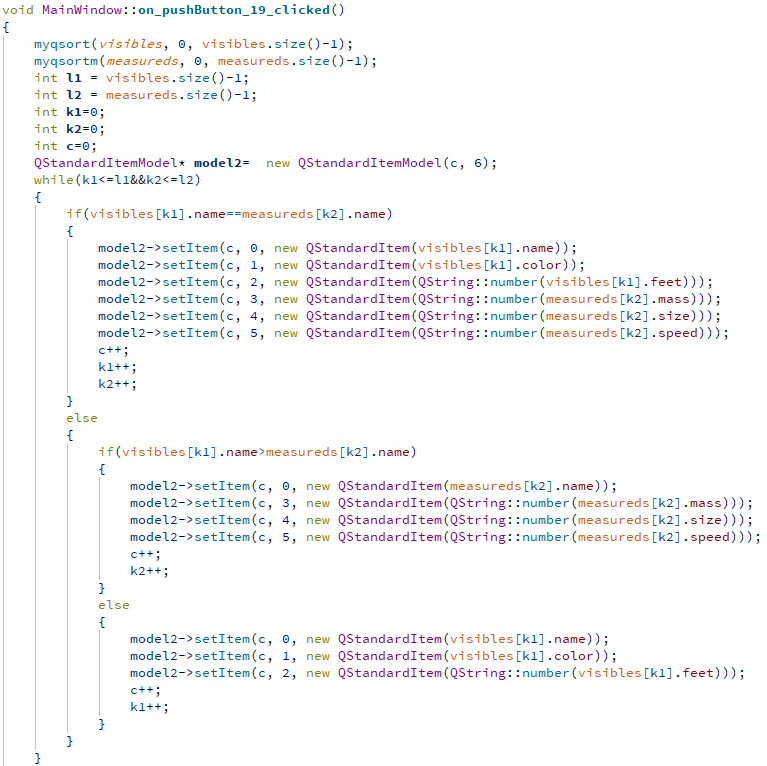 void MainWindow::on_pushButton_19_clicked()
{
    myqsort(visibles, 0, visibles.size()-1);
    myqsortm(measureds, 0, measureds.size()-1);
    int l1 = visibles.size()-1;
    int l2 = measureds.size()-1;
    int k1=0;
    int k2=0;
    int c=0;
    QStandardItemModel* model2=  new QStandardItemModel(c, 6);
    while(k1<=l1&&k2<=l2)
    {
        if(visibles[k1].name==measureds[k2].name)
        {
            model2->setItem(c, 0, new QStandardItem(visibles[k1].name));
            model2->setItem(c, 1, new QStandardItem(visibles[k1].color));
            model2->setItem(c, 2, new QStandardItem(QString::number(visibles[k1].feet)));
            model2->setItem(c, 3, new QStandardItem(QString::number(measureds[k2].mass)));
            model2->setItem(c, 4, new QStandardItem(QString::number(measureds[k2].size)));
            model2->setItem(c, 5, new QStandardItem(QString::number(measureds[k2].speed)));
            c++;
            k1++;
            k2++;
        }
        else
        {
            if(visibles[k1].name>measureds[k2].name)
            {
                model2->setItem(c, 0, new QStandardItem(measureds[k2].name));
                model2->setItem(c, 3, new QStandardItem(QString::number(measureds[k2].mass)));
                model2->setItem(c, 4, new QStandardItem(QString::number(measureds[k2].size)));
                model2->setItem(c, 5, new QStandardItem(QString::number(measureds[k2].speed)));
                c++;
                k2++;
            }
            else
            {
                model2->setItem(c, 0, new QStandardItem(visibles[k1].name));
                model2->setItem(c, 1, new QStandardItem(visibles[k1].color));
                model2->setItem(c, 2, new QStandardItem(QString::number(visibles[k1].feet)));
                c++;
                k1++;
            }
        }
    }